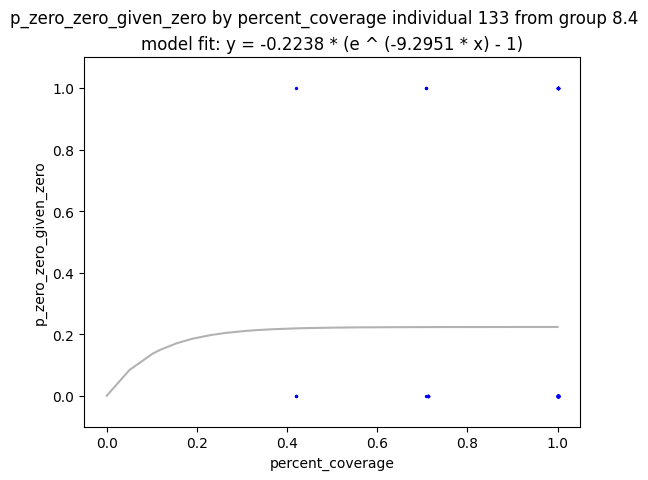 p_zero_zero_given_zero by percent_coverage individual 133 from group 8.4
model fit: y = -0.2238 * (e ^ (-9.2951 * x) - 1)
1.0
0.8
0.6
0.4
0.2
0.0
p_zero_zero_given_zero
0.0 0.2 0.4 0.6 0.8 1.0
percent_coverage